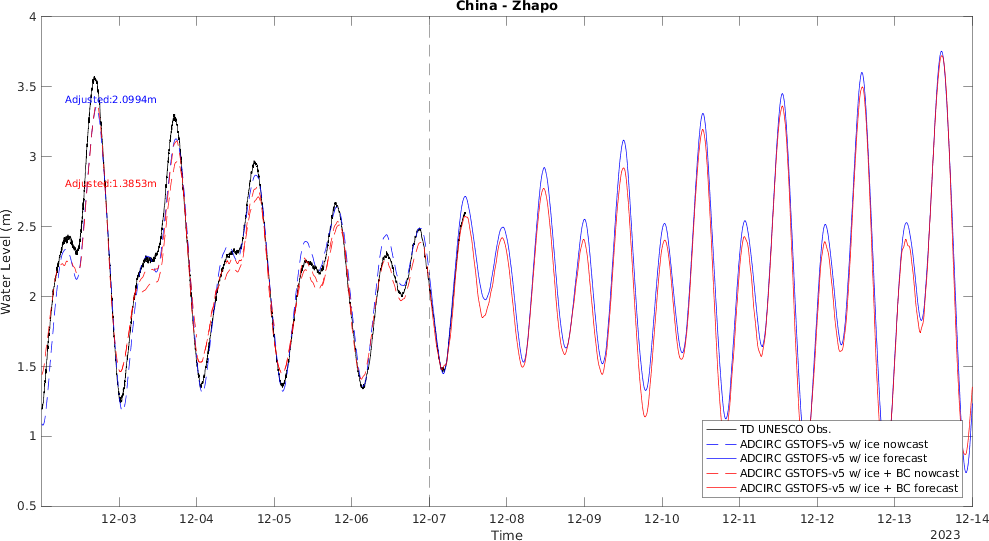 China - Zhapo
4
3.5
3
2.5
2
1.5
1
0.5
Water Level (m)
Adjusted:2.0994m
Adjusted:1.3853m
TD UNESCO Obs.
ADCIRC GSTOFS-v5 w/ ice nowcast
ADCIRC GSTOFS-v5 w/ ice forecast
ADCIRC GSTOFS-v5 w/ ice + BC nowcast
ADCIRC GSTOFS-v5 w/ ice + BC forecast
12-03 12-04 12-05 12-06 12-07 12-08 12-09 12-10 12-11 12-12 12-13 12-14
Time
2023